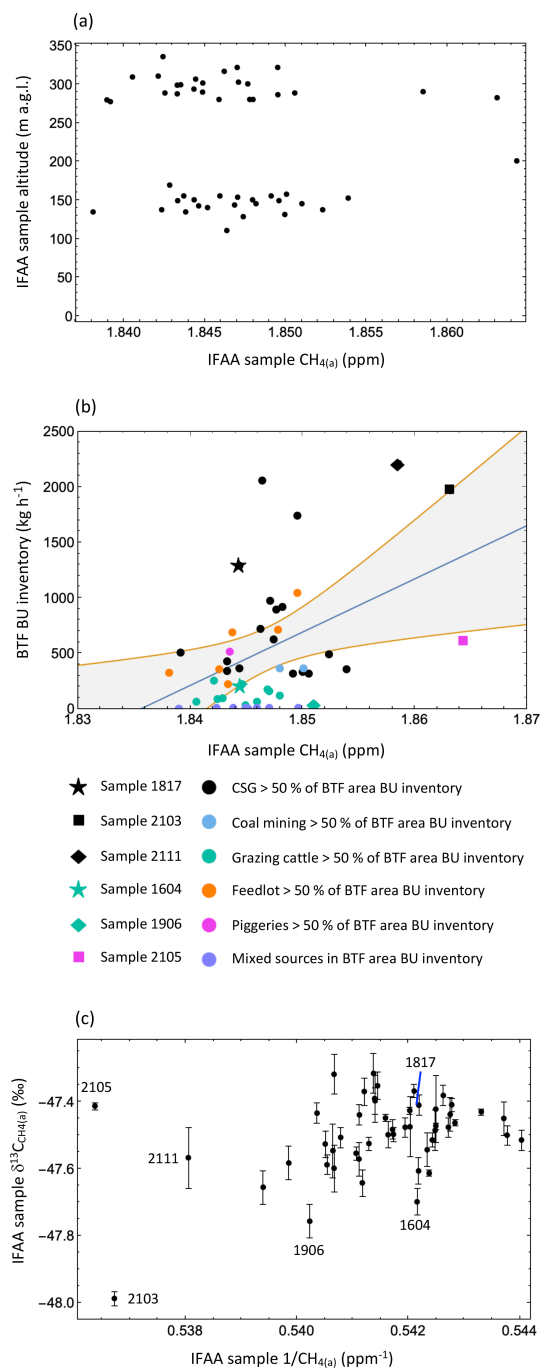 (a)
350
300
250
200
150
100
50
0
1.840 1.845 1.850 1.855 1.860
IFAA sample altitude (m a.g.l.)
IFAA sample CH4(a) (ppm)
(b)
2500
2000
1500
1000
500
0
1.83 1.84 1.85 1.86 1.87
BTF BU inventory (kg h-1)
IFAA sample CH4(a) (ppm)
Sample 1817 CSG > 50 % of BTF area BU inventory
Sample 2103 Coal mining > 50 % of BTF area BU inventory
Sample 2111 Grazing cattle > 50 % of BTF area BU inventory
Sample 1604 Feedlot > 50 % of BTF area BU inventory
Sample 1906 Piggeries > 50 % of BTF area BU inventory
Sample 2105 Mixed sources in BTF area BU inventory
(c)
1817
2105
−47.4
2111
−47.6
1604
1906
−47.8
2103
−48.0
0.538 0.540 0.542 0.544
IFAA sample δ13CCH4(a) (‰)
IFAA sample 1/CH4(a) (ppm-1)